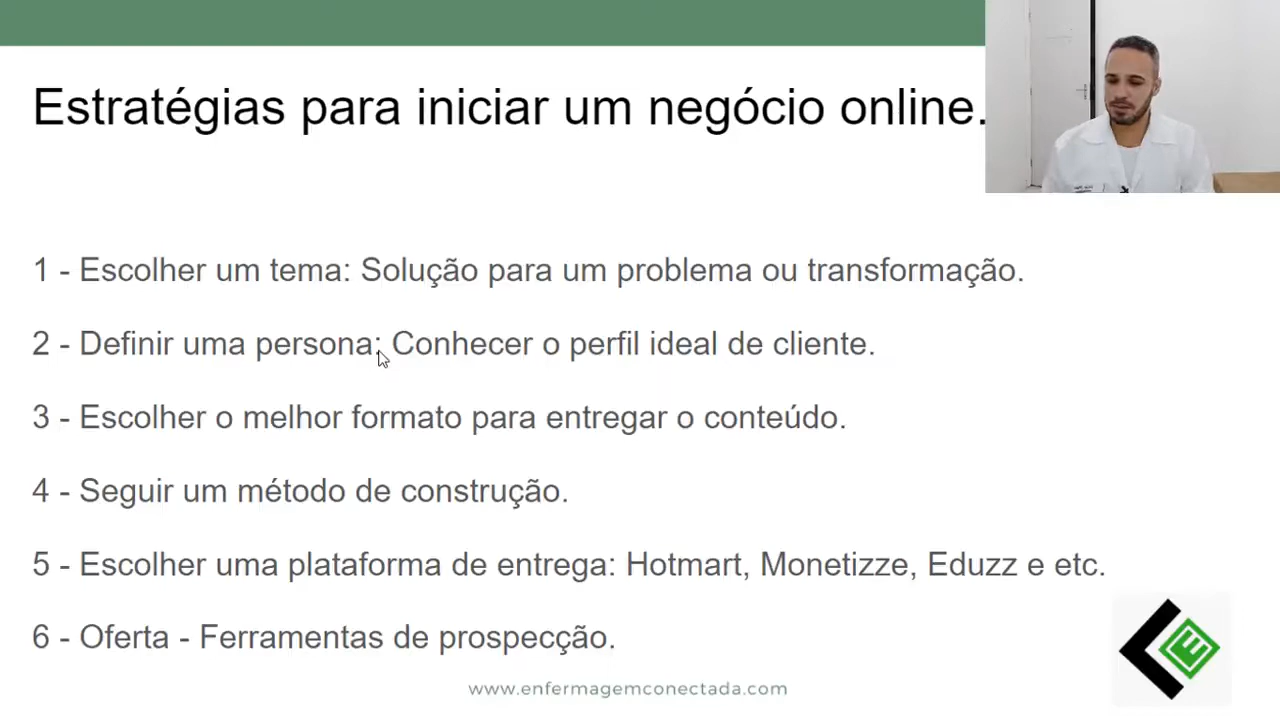 Estratégias para iniciar um negócio online.
1 - Escolher um tema: Solução para um problema ou transformação.
2 - Definir uma persona: Conhecer o perfil ideal de cliente.
3 - Escolher o melhor formato para entregar o conteúdo.
4 - Seguir um método de construção.
5 - Escolher uma plataforma de entrega: Hotmart, Monetizze, Eduzz e etc.
6 - Oferta - Ferramentas de prospecção.
www.enfermagemconectada.com